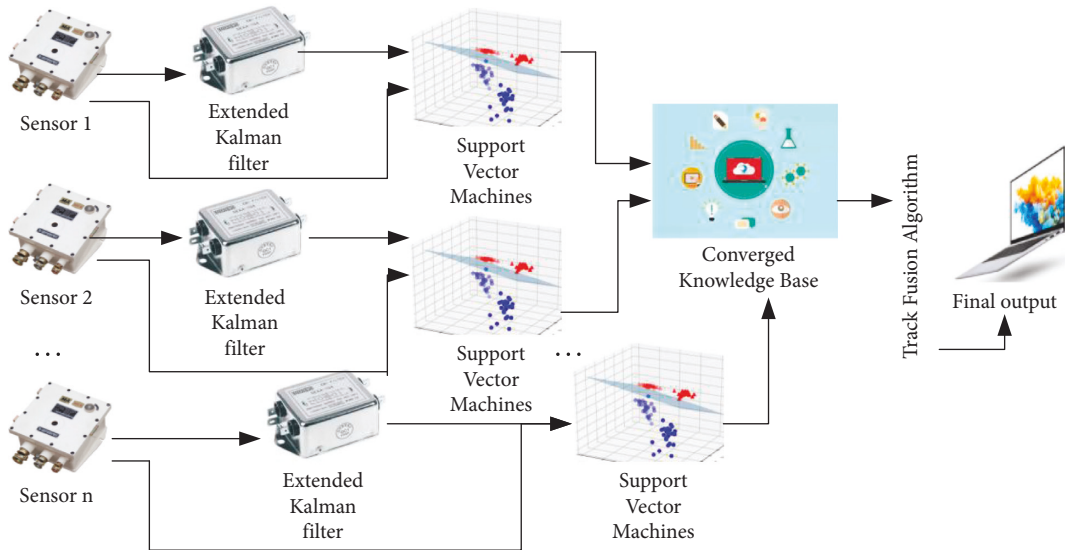 Sensor 1
Extended
Kalman
filter
Support
Vector
Machines
Sensor 2
Extended
Kalman
filter
Support
Vector
Machines
...
...
Sensor n
Extended
Kalman
filter
Support
Vector
Machines
Converged
Knowledge Base
Track Fusion Algorithm
Final output